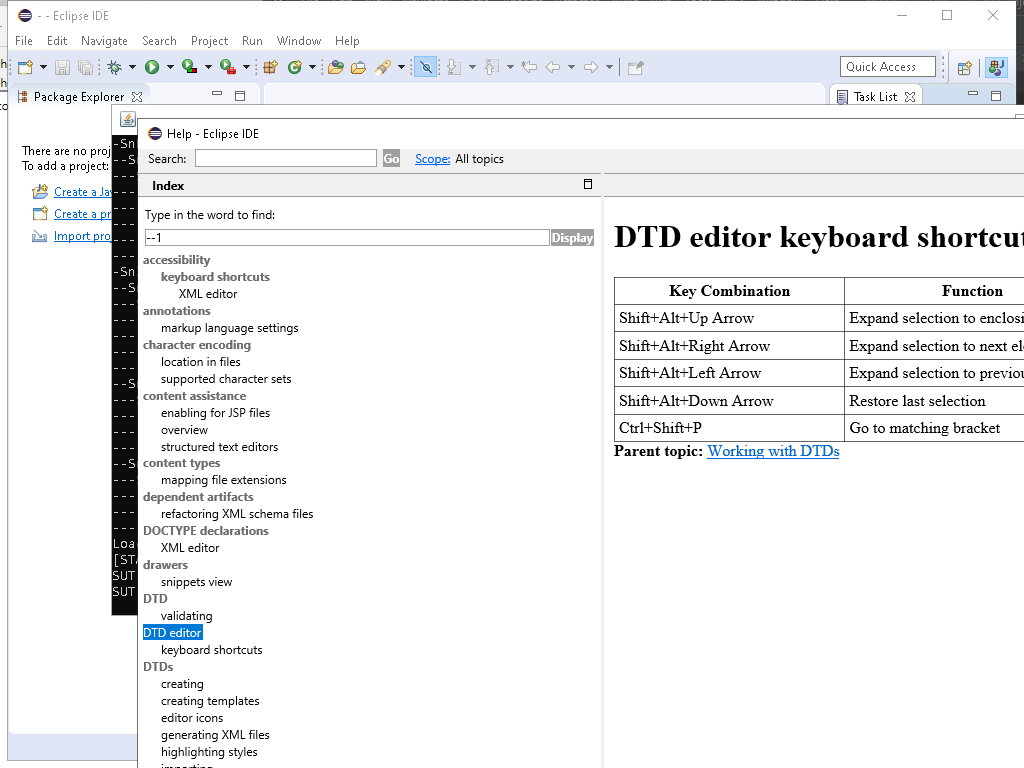 - - Eclipse IDE
File Edit Navigate Search Project Run Window Help
Quick Access
Package Explorer
Task List
There are no proj
To add a project:
Create a Ja
Create a pr
Import pro
Help - Eclipse IDE
Search: Go Scope: All topics
Index
Type in the word to find:
--1 Display
accessibility
keyboard shortcuts
XML editor
annotations
markup language settings
character encoding
location in files
supported character sets
content assistance
enabling for JSP files
overview
structured text editors
content types
mapping file extensions
dependent artifacts
refactoring XML schema files
DOCTYPE declarations
XML editor
drawers
snippets view
DTD
validating
DTD editor
keyboard shortcuts
DTDs
creating
creating templates
editor icons
generating XML files
highlighting styles
DTD editor keyboard shortcut
Key Combination Function
Shift+Alt+Up Arrow Expand selection to enclosi
Shift+Alt+Right Arrow Expand selection to next el
Shift+Alt+Left Arrow Expand selection to previou
Shift+Alt+Down Arrow Restore last selection
Ctrl+Shift+P Go to matching bracket
Parent topic: Working with DTDs
Loa
[STA
SUT
SUT